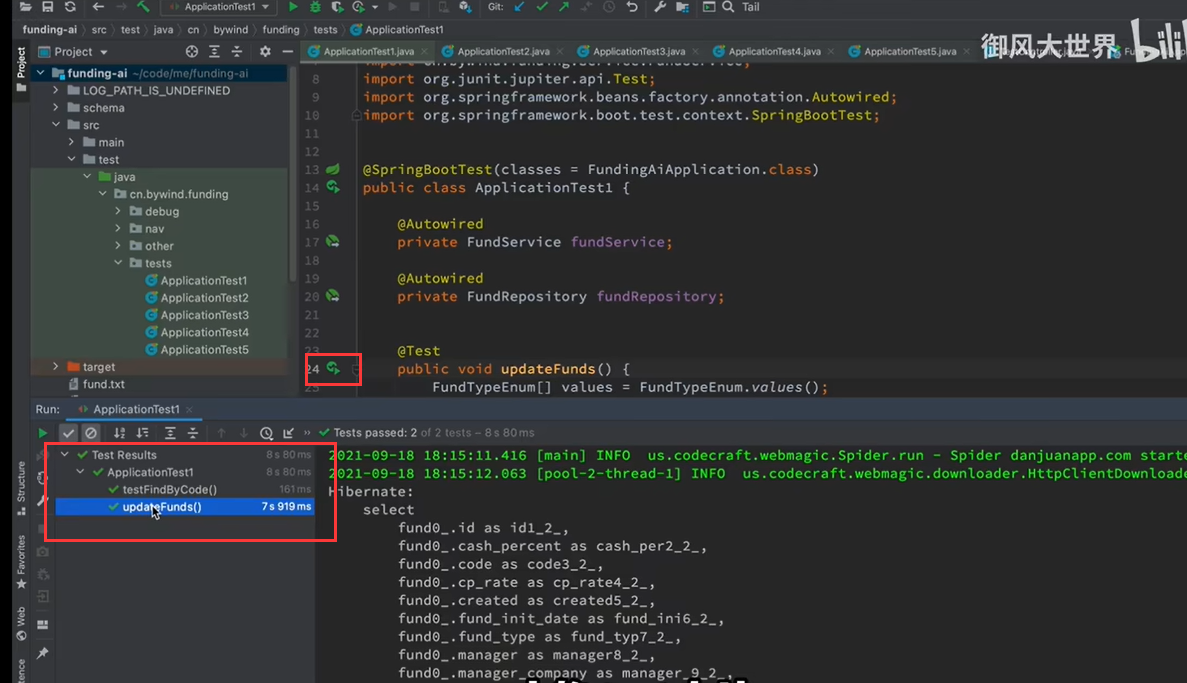 ApplicationTest1
Git:
Tail
funding-ai
src
test
java
cn
bywind
funding
tests
ApplicationTest1
Project
ApplicationTest1.java
ApplicationTest2.java
ApplicationTest3.java
ApplicationTest4.java
ApplicationTest5.java
御风大世界
Project
funding-ai ~/code/me/funding-ai
LOG_PATH_IS_UNDEFINED
schema
src
main
test
java
cn.bywind.funding
debug
nav
other
tests
ApplicationTest1
ApplicationTest2
ApplicationTest3
ApplicationTest4
ApplicationTest5
target
fund.txt
8 import org.junit.jupiter.api.Test;
9 import org.springframework.beans.factory.annotation.Autowired;
10 import org.springframework.boot.test.context.SpringBootTest;
11
12
13 @SpringBootTest(classes = FundingAiApplication.class)
14 public class ApplicationTest1 {
15
16 @Autowired
17 private FundService fundService;
18
19 @Autowired
20 private FundRepository fundRepository;
21
22
23 @Test
24 public void updateFunds() {
25 FundTypeEnum[] values = FundTypeEnum.values();
Run:
ApplicationTest1
Tests passed: 2 of 2 tests – 8 s 80 ms
Test Results 8 s 80 ms
ApplicationTest1 8 s 80 ms
testFindByCode() 161 ms
updateFunds() 7 s 919 ms
Structure
Favorites
Web
2021-09-18 18:15:11.416 [main] INFO us.codecraft.webmagic.Spider.run - Spider danjuanapp.com starte
2021-09-18 18:15:12.063 [pool-2-thread-1] INFO us.codecraft.webmagic.downloader.HttpClientDownloade
Hibernate:
select
fund0_.id as id1_2_,
fund0_.cash_percent as cash_per2_2_,
fund0_.code as code3_2_,
fund0_.cp_rate as cp_rate4_2_,
fund0_.created as created5_2_,
fund0_.fund_init_date as fund_ini6_2_,
fund0_.fund_type as fund_typ7_2_,
fund0_.manager as manager8_2_,
fund0_.manager_company as manager_9_2_,